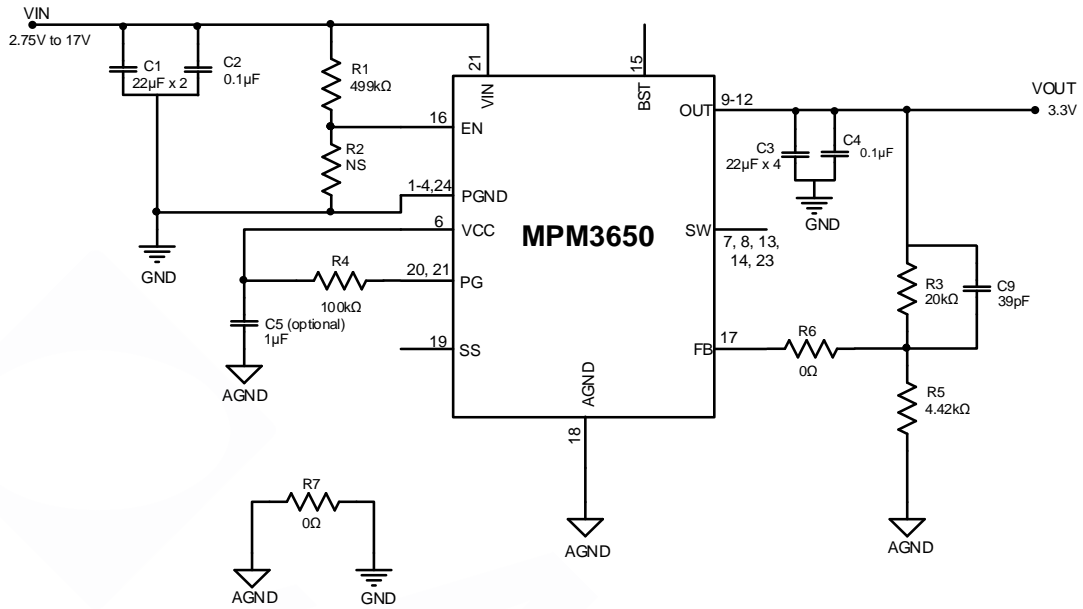 VIN
2.75V to 17V
C1
22µF x 2
C2
0.1µF
R1
499kΩ
R2
NS
21
VIN
15
BST
16
EN
1-4,24
PGND
6
VCC
20, 21
PG
19
SS
MPM3650
OUT
9-12
SW
7, 8, 13,
14, 23
FB
17
AGND
18
VOUT
3.3V
C3
22µF x 4
C4
0.1µF
GND
GND
R4
100kΩ
C5 (optional)
1µF
AGND
R6
0Ω
R3
20kΩ
C9
39pF
R5
4.42kΩ
AGND
AGND
R7
0Ω
AGND
GND